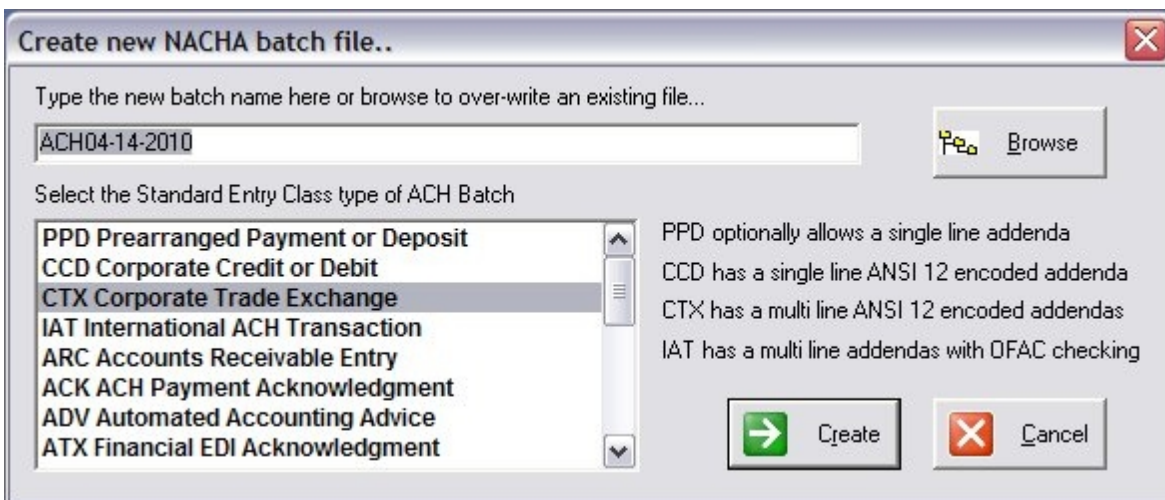 Create new NACHA batch file..
Type the new batch name here or browse to over-write an existing file...
ACH04-14-2010
Browse
Select the Standard Entry Class type of ACH Batch
PPD Prearranged Payment or Deposit
CCD Corporate Credit or Debit
CTX Corporate Trade Exchange
IAT International ACH Transaction
ARC Accounts Receivable Entry
ACK ACH Payment Acknowledgment
ADV Automated Accounting Advice
ATX Financial EDI Acknowledgment
PPD optionally allows a single line addenda
CCD has a single line ANSI 12 encoded addenda
CTX has a multi line ANSI 12 encoded addendas
IAT has a multi line addendas with OFAC checking
Create
Cancel